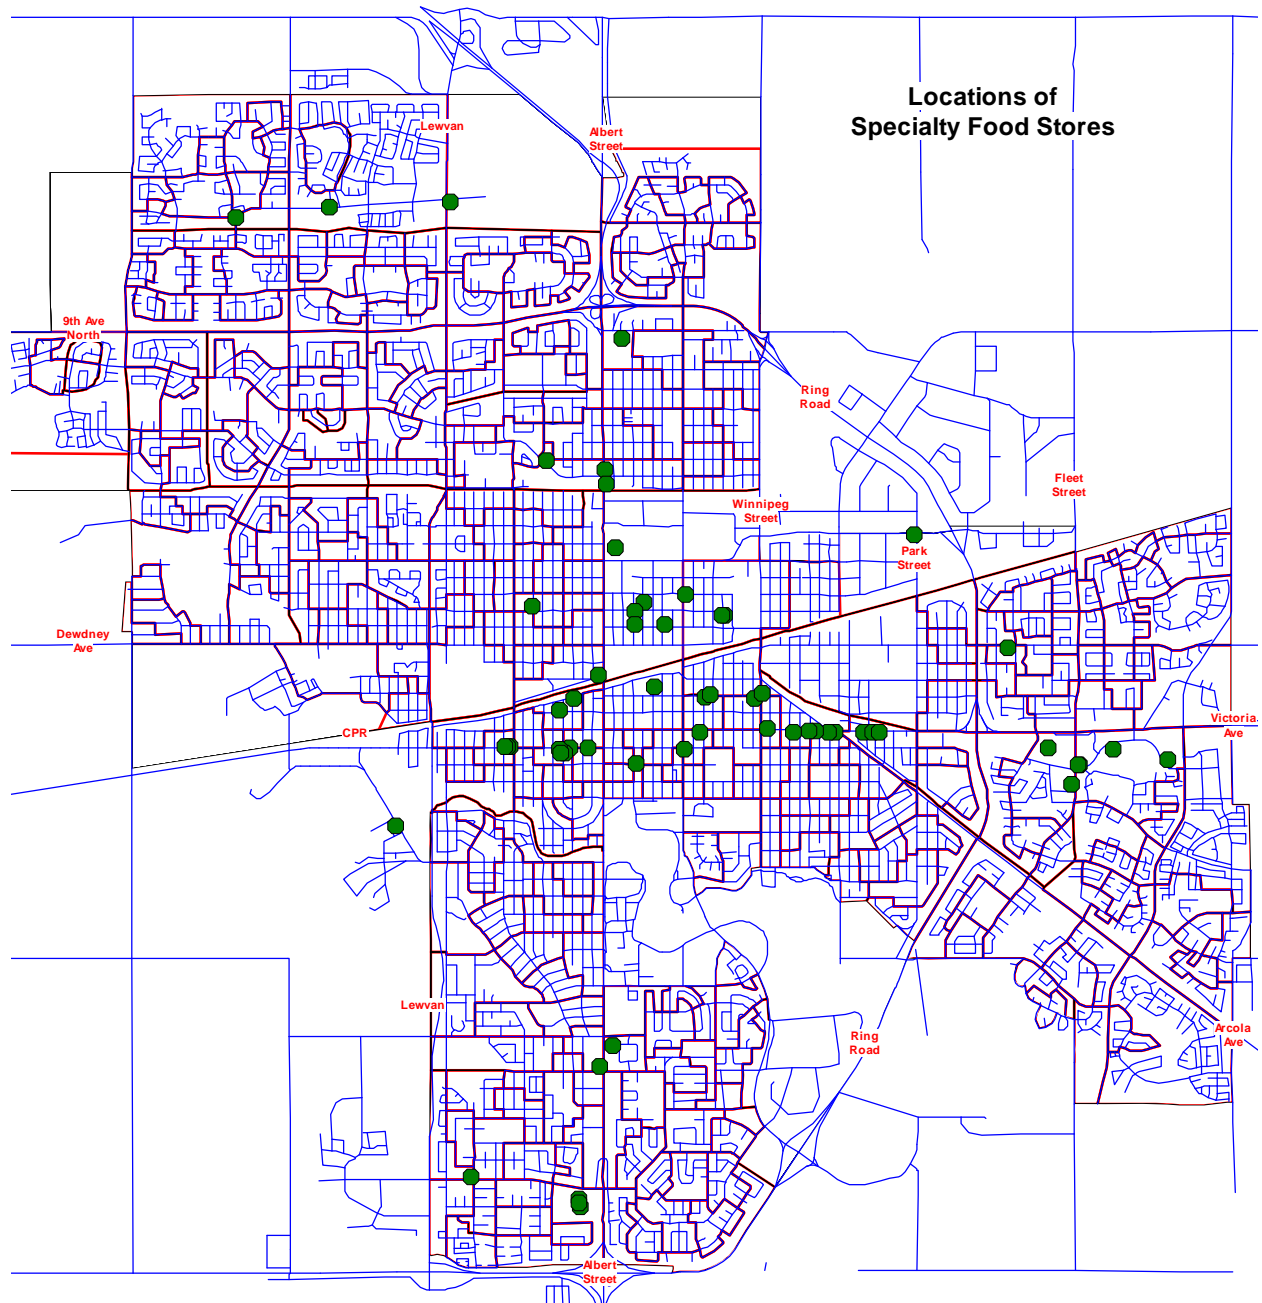 Locations of
Specialty Food Stores
Lewvan
Albert
Street
9th Ave
North
Ring
Road
Fleet
Street
Winnipeg
Street
Park
Street
Dewdney
Ave
Victoria
Ave
CPR
Lewvan
Ring
Road
Arcola
Ave
Albert
Street